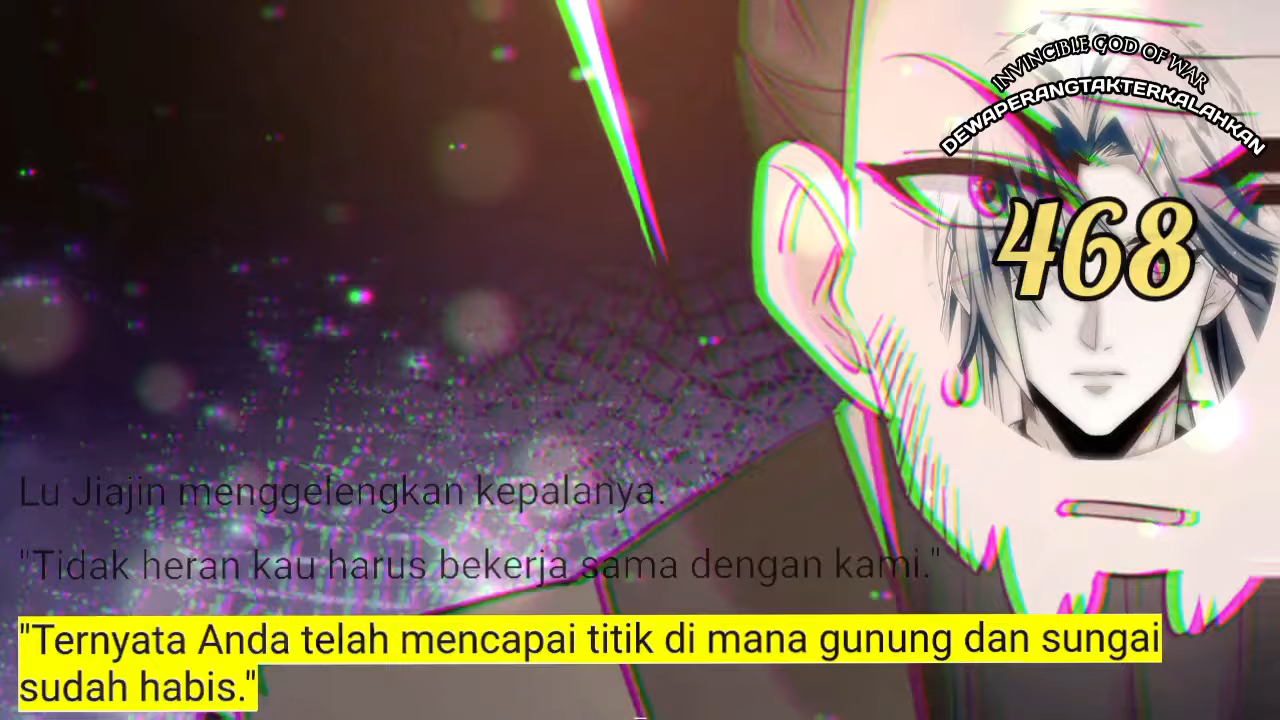 INVINCIBLE GOD OF WAR
DEWAPERANGTAKTERKALAHKAN
468
Lu Jiajin menggelengkan kepalanya.
"Tidak heran kau harus bekerja sama dengan kami."
"Ternyata Anda telah mencapai titik di mana gunung dan sungai
sudah habis."